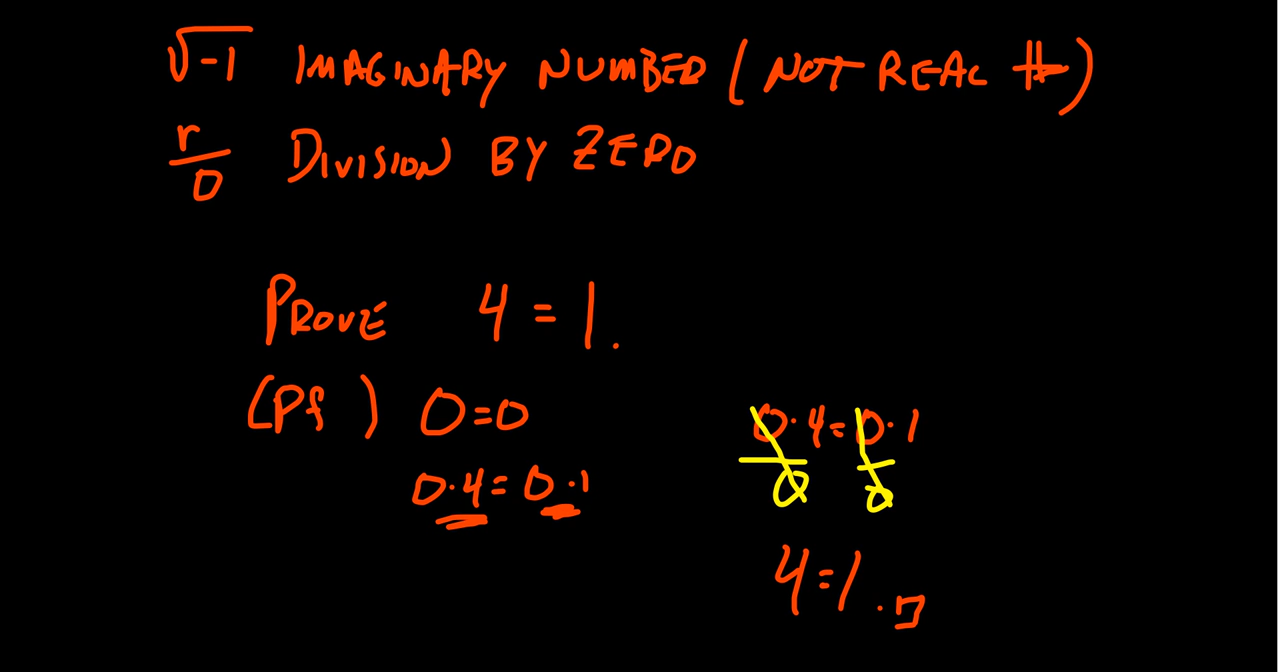 √-1 IMAGINARY NUMBER (NOT REAL #)
r/0 DIVISION BY ZERO
PROVE 4 = 1.
(Pf) 0=0
0·4=0·1
0·4/0=0·1/0
4=1.